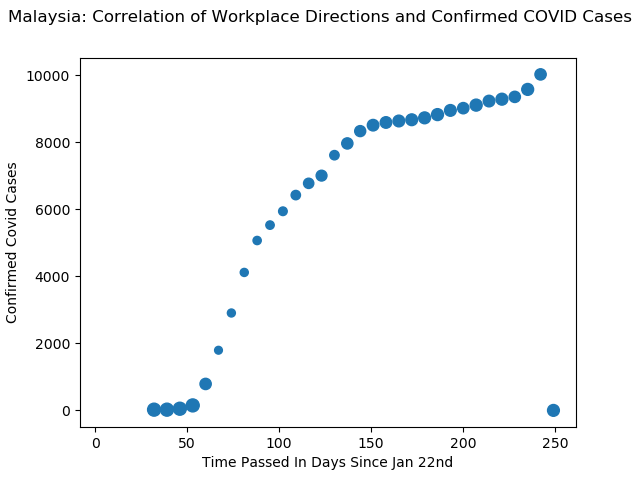 Malaysia: Correlation of Workplace Directions and Confirmed COVID Cases
10000
8000
6000
4000
2000
0
Confirmed Covid Cases
0 50 100 150 200 250
Time Passed In Days Since Jan 22nd